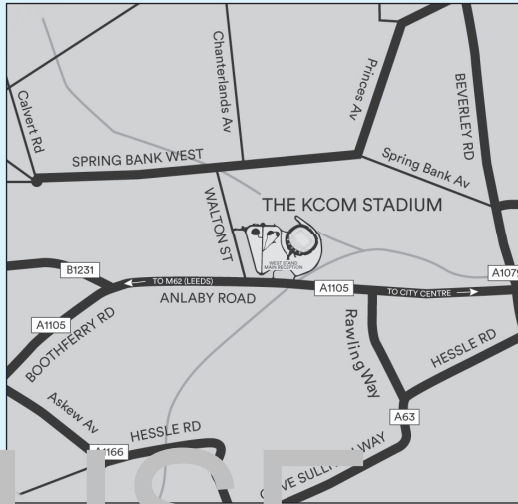 Calvert Rd
Chanterlands Av
Princes Av
BEVERLEY RD
SPRING BANK WEST
Spring Bank Av
WALTON ST
THE KCOM STADIUM
WEST STAND
MAIN RECEPTION
B1231
TO M62 (LEEDS)
A1079
ANLABY ROAD
A1105
TO CITY CENTRE
A1105
BOOTHFERRY RD
Rawling Way
HESSLE RD
Askew Av
HESSLE RD
A63